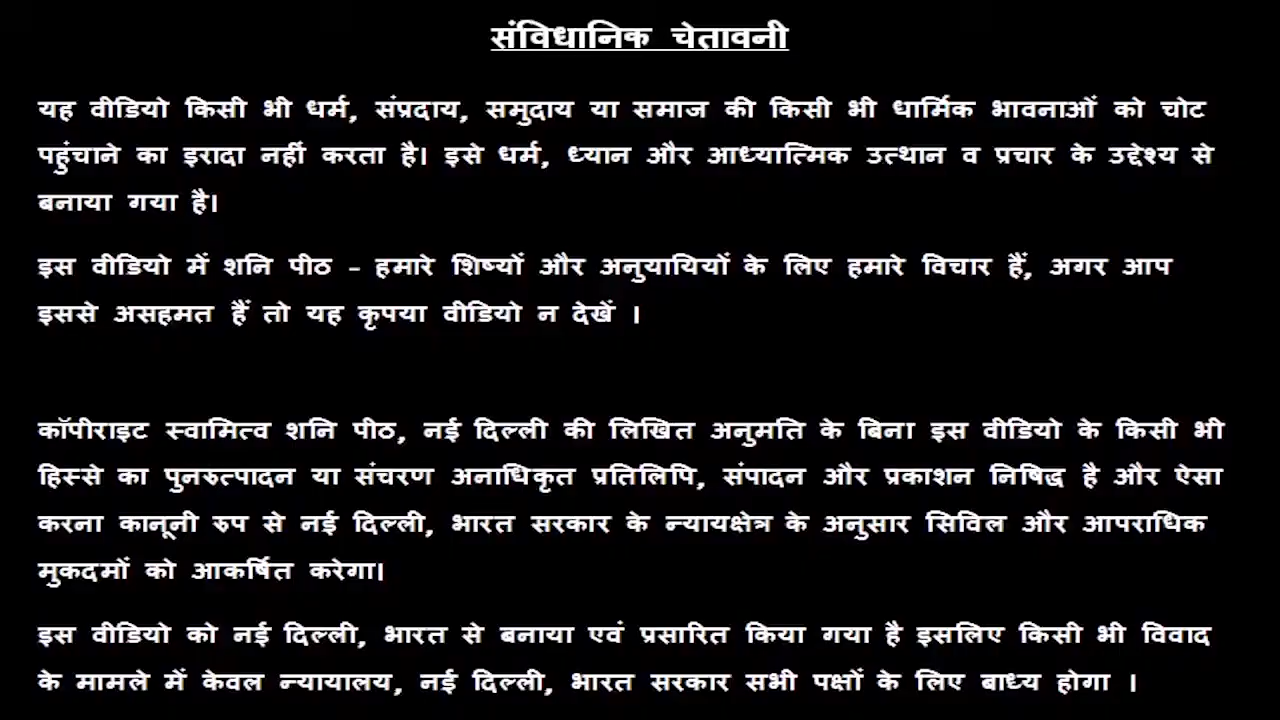 संविधानिक चेतावनी
यह वीडियो किसी भी धर्म, संप्रदाय, समुदाय या समाज की किसी भी धार्मिक भावनाओं को चोट
पहुंचाने का इरादा नहीं करता है। इसे धर्म, ध्यान और आध्यात्मिक उत्थान व प्रचार के उद्देश्य से
बनाया गया है।
इस वीडियो में शनि पीठ – हमारे शिष्यों और अनुयायियों के लिए हमारे विचार हैं, अगर आप
इससे असहमत हैं तो यह कृपया वीडियो न देखें ।
कॉपीराइट स्वामित्व शनि पीठ, नई दिल्ली की लिखित अनुमति के बिना इस वीडियो के किसी भी
हिस्से का पुनरुत्पादन या संचरण अनाधिकृत प्रतिलिपि, संपादन और प्रकाशन निषिद्ध है और ऐसा
करना कानूनी रुप से नई दिल्ली, भारत सरकार के न्यायक्षेत्र के अनुसार सिविल और आपराधिक
मुकदमों को आकर्षित करेगा।
इस वीडियो को नई दिल्ली, भारत से बनाया एवं प्रसारित किया गया है इसलिए किसी भी विवाद
के मामले में केवल न्यायालय, नई दिल्ली, भारत सरकार सभी पक्षों के लिए बाध्य होगा ।